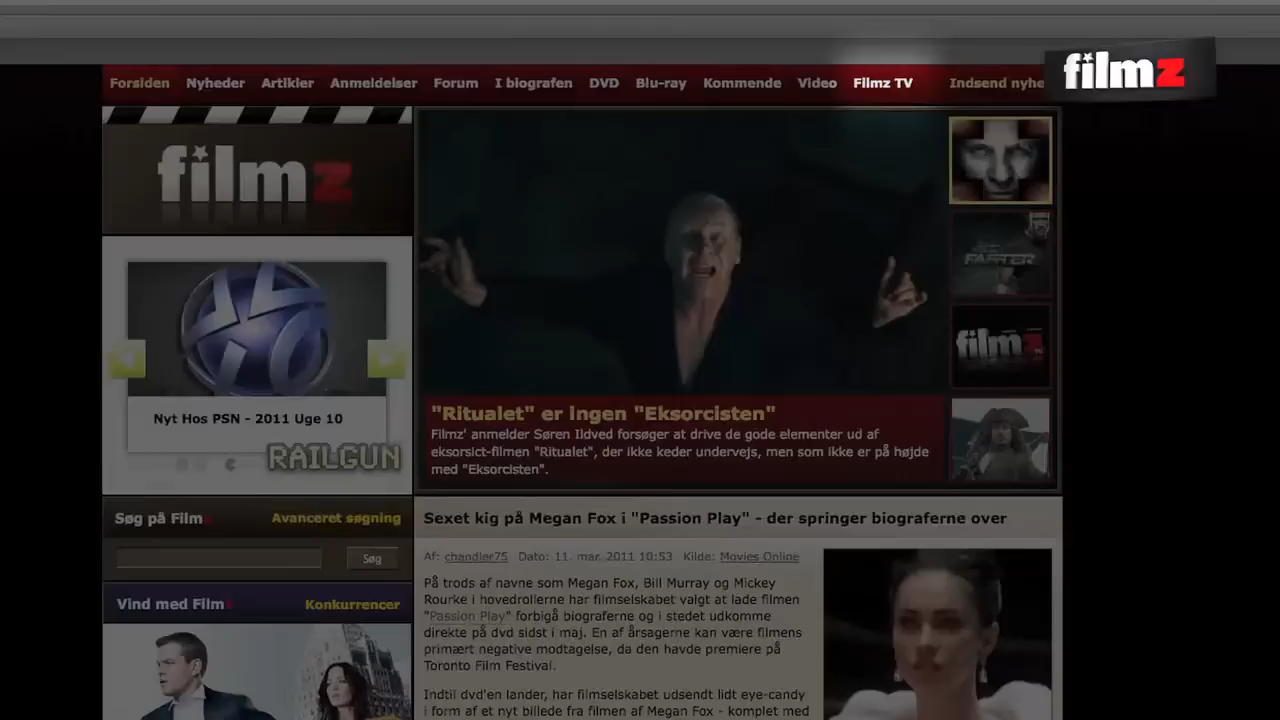 Forsiden Nyheder Artikler Anmeldelser Forum I biografen DVD Blu-ray Kommende Video Filmz TV Indsend nyhe
filmz
filmz
FASTER
filmz
Nyt Hos PSN - 2011 Uge 10
RAILGUN
"Ritualet" er ingen "Eksorcisten"
Filmz' anmelder Søren Ildved forsøger at drive de gode elementer ud af
eksorsict-filmen "Ritualet", der ikke keder undervejs, men som ikke er på højde
med "Eksorcisten".
Søg på Filmz Avanceret søgning
Søg
Vind med Filmz Konkurrencer
Sexet kig på Megan Fox i "Passion Play" - der springer biograferne over
Af: chandler75 Dato: 11. mar. 2011 10:53 Kilde: Movies Online
På trods af navne som Megan Fox, Bill Murray og Mickey
Rourke i hovedrollerne har filmselskabet valgt at lade filmen
"Passion Play" forbigå biograferne og i stedet udkomme
direkte på dvd sidst i maj. En af årsagerne kan være filmens
primært negative modtagelse, da den havde premiere på
Toronto Film Festival.
Indtil dvd'en lander, har filmselskabet udsendt lidt eye-candy
i form af et nyt billede fra filmen af Megan Fox - komplet med